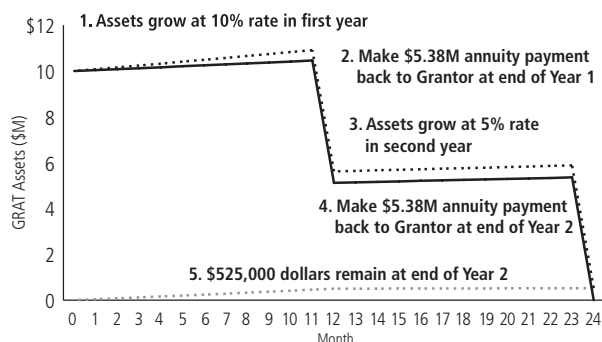 $12
1. Assets grow at 10% rate in first year
2. Make $5.38M annuity payment
back to Grantor at end of Year 1
10
8
3. Assets grow at 5% rate
in second year
6
GRAT Assets ($M)
4
4. Make $5.38M annuity payment
back to Grantor at end of Year 2
2
5. $525,000 dollars remain at end of Year 2
0
0 1 2 3 4 5 6 7 8 9 10 11 12 13 14 15 16 17 18 19 20 21 22 23 24
Month